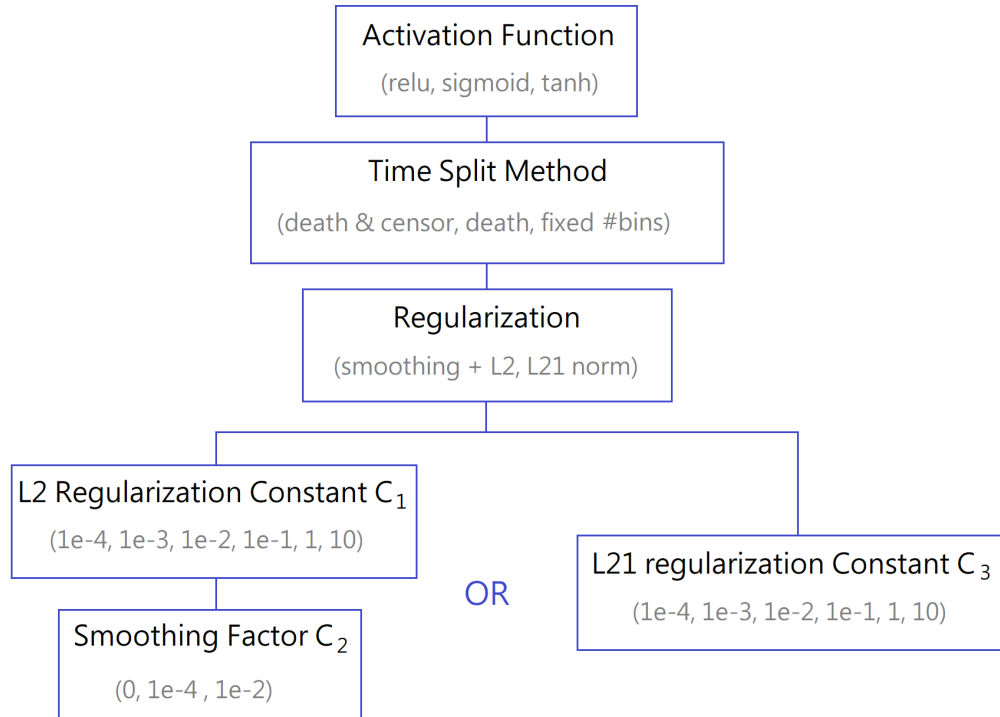 Activation Function
(relu, sigmoid, tanh)
Time Split Method
(death & censor, death, fixed #bins)
Regularization
(smoothing + L2, L21 norm)
L2 Regularization Constant C₁
(1e-4, 1e-3, 1e-2, 1e-1, 1, 10)
Smoothing Factor C₂
(0, 1e-4 , 1e-2)
OR
L21 regularization Constant C₃
(1e-4, 1e-3, 1e-2, 1e-1, 1, 10)